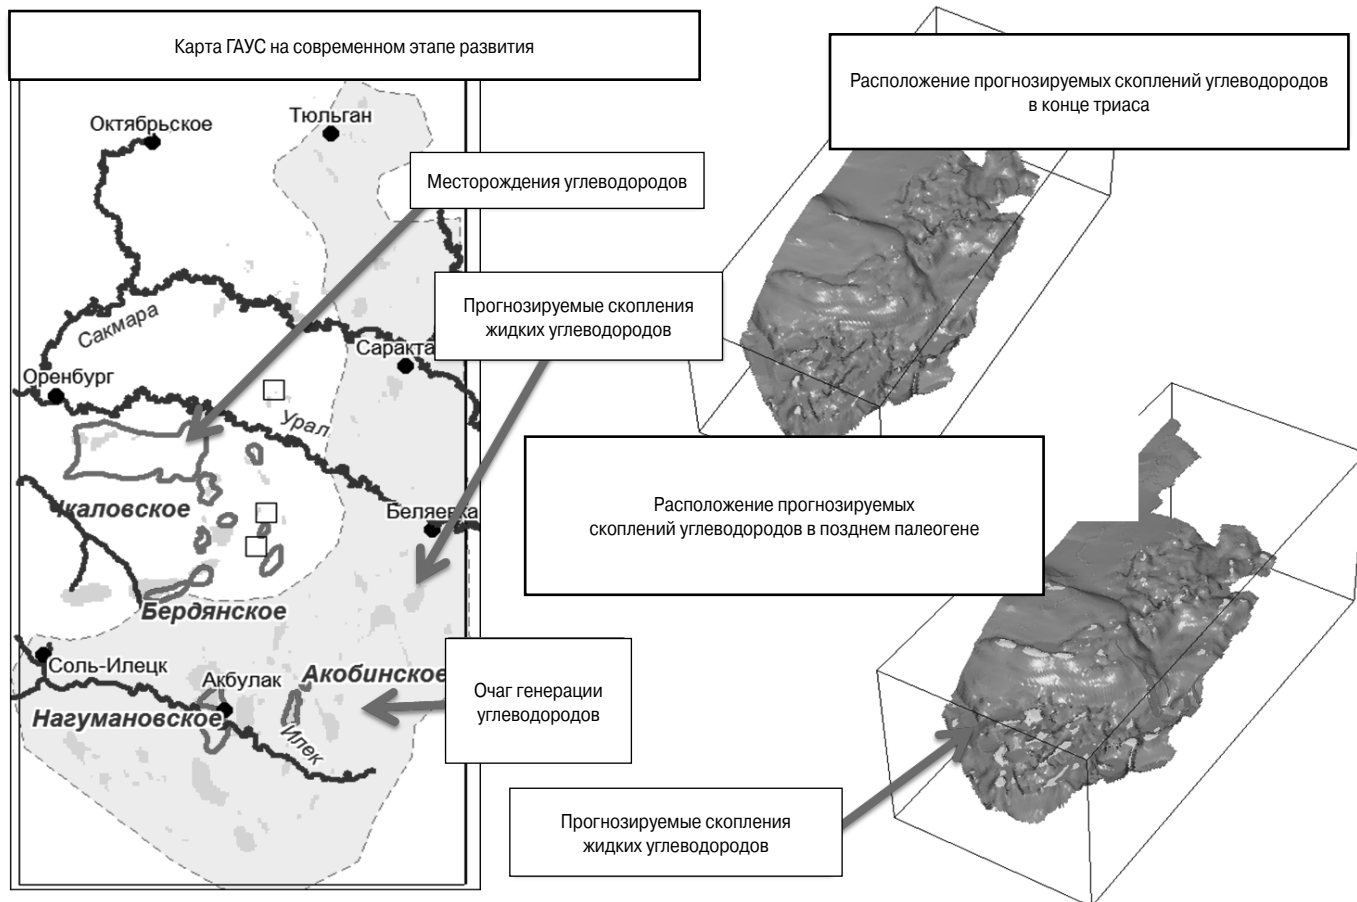 Карта ГАУС на современном этапе развития
Расположение прогнозируемых скоплений углеводородов
в конце триаса
Октябрьское
Тюльган
Месторождения углеводородов
Прогнозируемые скопления
жидких углеводородов
Сакмара
Саракта
Оренбург
Урал
Расположение прогнозируемых
скоплений углеводородов в позднем палеогене
Чкаловское
Беляевка
Бердянское
Соль-Илецк
Акбулак
Акобинское
Очаг генерации
углеводородов
Нагумановское
Илек
Прогнозируемые скопления
жидких углеводородов